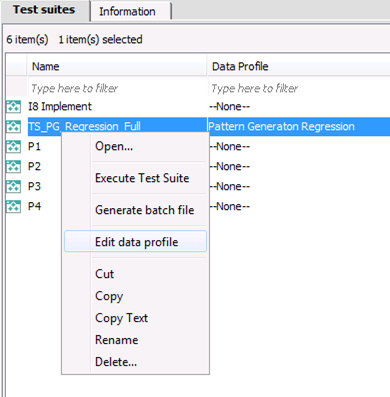 Test suites Information
6 item(s) 1 item(s) selected
Name Data Profile
Type here to filter Type here to filter
I8 Implement --None--
TS_PG_Regression_Full Pattern Generaton Regression
P1 --None--
P2 --None--
P3 --None--
P4 --None--
Open...
Execute Test Suite
Generate batch file
Edit data profile
Cut
Copy
Copy Text
Rename
Delete...